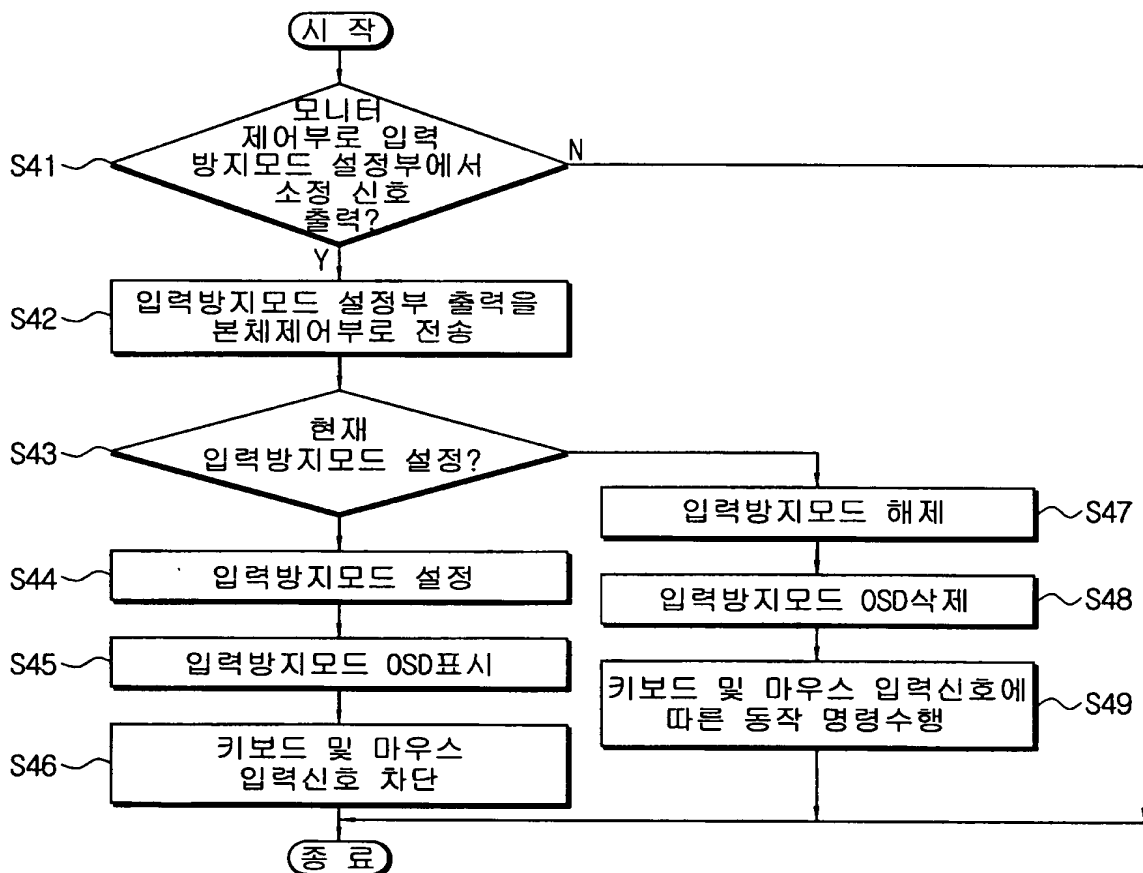 시 작
모니터
제어부로 입력
방지모드 설정부에서
소정 신호
출력?
S41
N
Y
입력방지모드 설정부 출력을
본체제어부로 전송
S42
현재
입력방지모드 설정?
S43
입력방지모드 설정
S44
입력방지모드 OSD표시
S45
키보드 및 마우스
입력신호 차단
S46
입력방지모드 해제
S47
입력방지모드 OSD삭제
S48
키보드 및 마우스 입력신호에
따른 동작 명령수행
S49
종 료